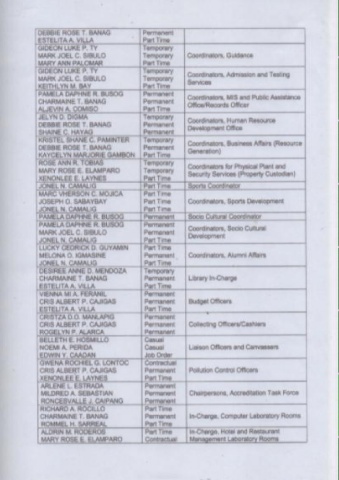 DEBBIE ROSE T. BANAG Permanent
ESTELITA A. VILLA Part Time
GIDEON LUKE P. TY Temporary
MARK JOEL C. SIBULO Temporary Coordinators, Guidance
MARY ANN PALOMAR Part Time
GIDEON LUKE P. TY Temporary
MARK JOEL C. SIBULO Temporary Coordinators, Admission and Testing Services
KEITHLYN M. BAY Part Time
PAMELA DAPHNE R. BUSOG Permanent
CHARMAINE T. BANAG Permanent Coordinators, MIS and Public Assistance Office/Records Officer
ALJEVIN A. COMISO Part Time
JELYN D. DIGMA Temporary
DEBBIE ROSE T. BANAG Permanent Coordinators, Human Resource Development Office
SHAINE C. HAYAG Permanent
KRISTEL SHANE C. PAMINTER Temporary
DEBBIE ROSE T. BANAG Permanent Coordinators, Business Affairs (Resource Generation)
KAYCELYN MARJORIE GAMBON Part Time
ROSE ANN R. TOBIAS Temporary
MARY ROSE E. ELAMPARO Temporary Coordinators for Physical Plant and Security Services (Property Custodian)
XENONLEE E. LAYNES Part Time
JONEL N. CAMALIG Part Time Sports Coordinator
MARC VHERSON C. MOJICA Part Time
JOSEPH O. SABAYBAY Part Time Coordinators, Sports Development
JONEL N. CAMALIG Part Time
PAMELA DAPHNE R. BUSOG Permanent Socio Cultural Coordinator
PAMELA DAPHNE R. BUSOG Permanent
MARK JOEL C. SIBULO Permanent Coordinators, Socio Cultural Development
JONEL N. CAMALIG Part Time
LUCKY GEORICK D. GUYAMIN Part Time
MELONA O. IGMASINE Permanent Coordinators, Alumni Affairs
JONEL N. CAMALIG Part Time
DESIREE ANNE D. MENDOZA Temporary
CHARMAINE T. BANAG Permanent Library In-Charge
ESTELITA A. VILLA Part Time
VIENNA MI A. FERANIL Permanent
CRIS ALBERT P. CAJIGAS Permanent Budget Officers
ESTELITA A. VILLA Part Time
CRISTZA D.O. MANLAPIG Permanent
CRIS ALBERT P. CAJIGAS Permanent Collecting Officers/Cashiers
ROGELYN P. ALARCA Permanent
BELLETH E. HOSMILLO Casual
NOEMI A. PERIDA Casual Liaison Officers and Canvassers
EDWIN Y. CAAGAN Job Order
GWENA ROCHIEL G. LONTOC Contractual
CRIS ALBERT P. CAJIGAS Permanent Pollution Control Officers
XENONLEE E. LAYNES Part Time
ARLENE L. ESTRADA Permanent
MILDRED A. SEBASTIAN Permanent Chairpersons, Accreditation Task Force
RONCESVALLE J. CAIPANG Permanent
RICHARD A. ROCILLO Part Time
CHARMAINE T. BANAG Permanent In-Charge, Computer Laboratory Rooms
ROMMEL H. SARREAL Part Time
ALDRIN M. RODEROS Part Time In-Charge, Hotel and Restaurant
MARY ROSE E. ELAMPARO Contractual Management Laboratory Rooms